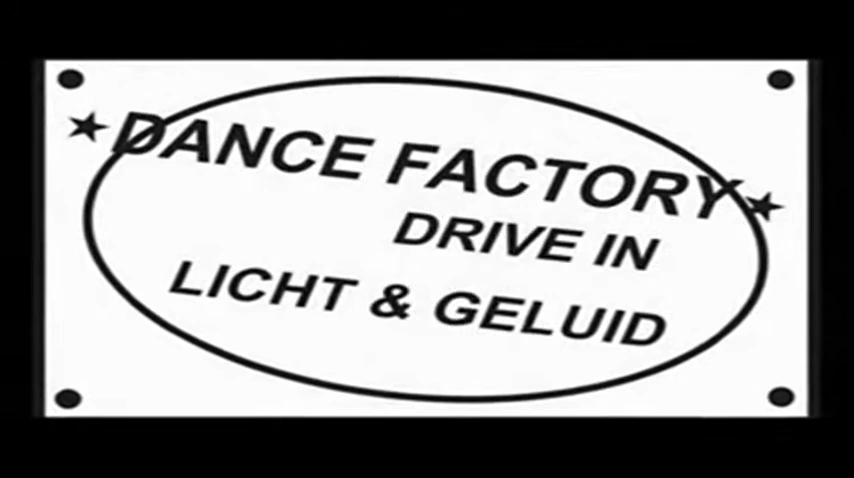 ★DANCE FACTORY★
DRIVE IN
LICHT & GELUID